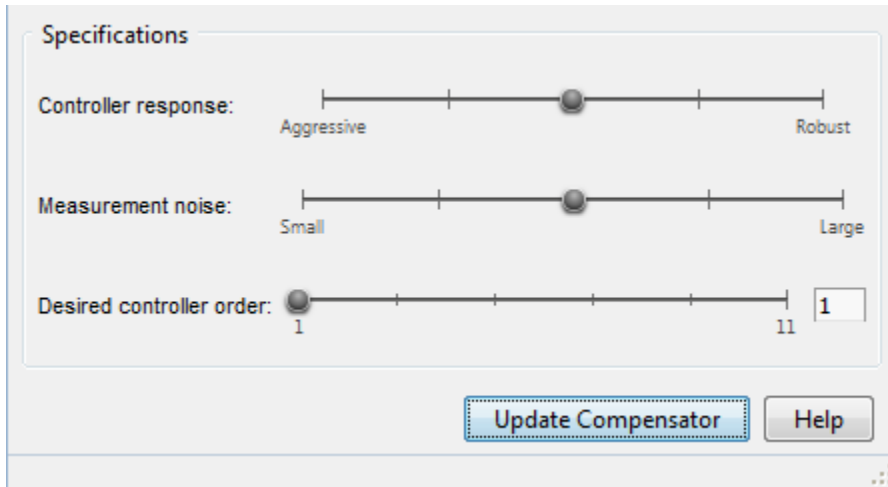 Specifications
Controller response:
Aggressive Robust
Measurement noise:
Small Large
Desired controller order: 1
1 11
Update Compensator Help